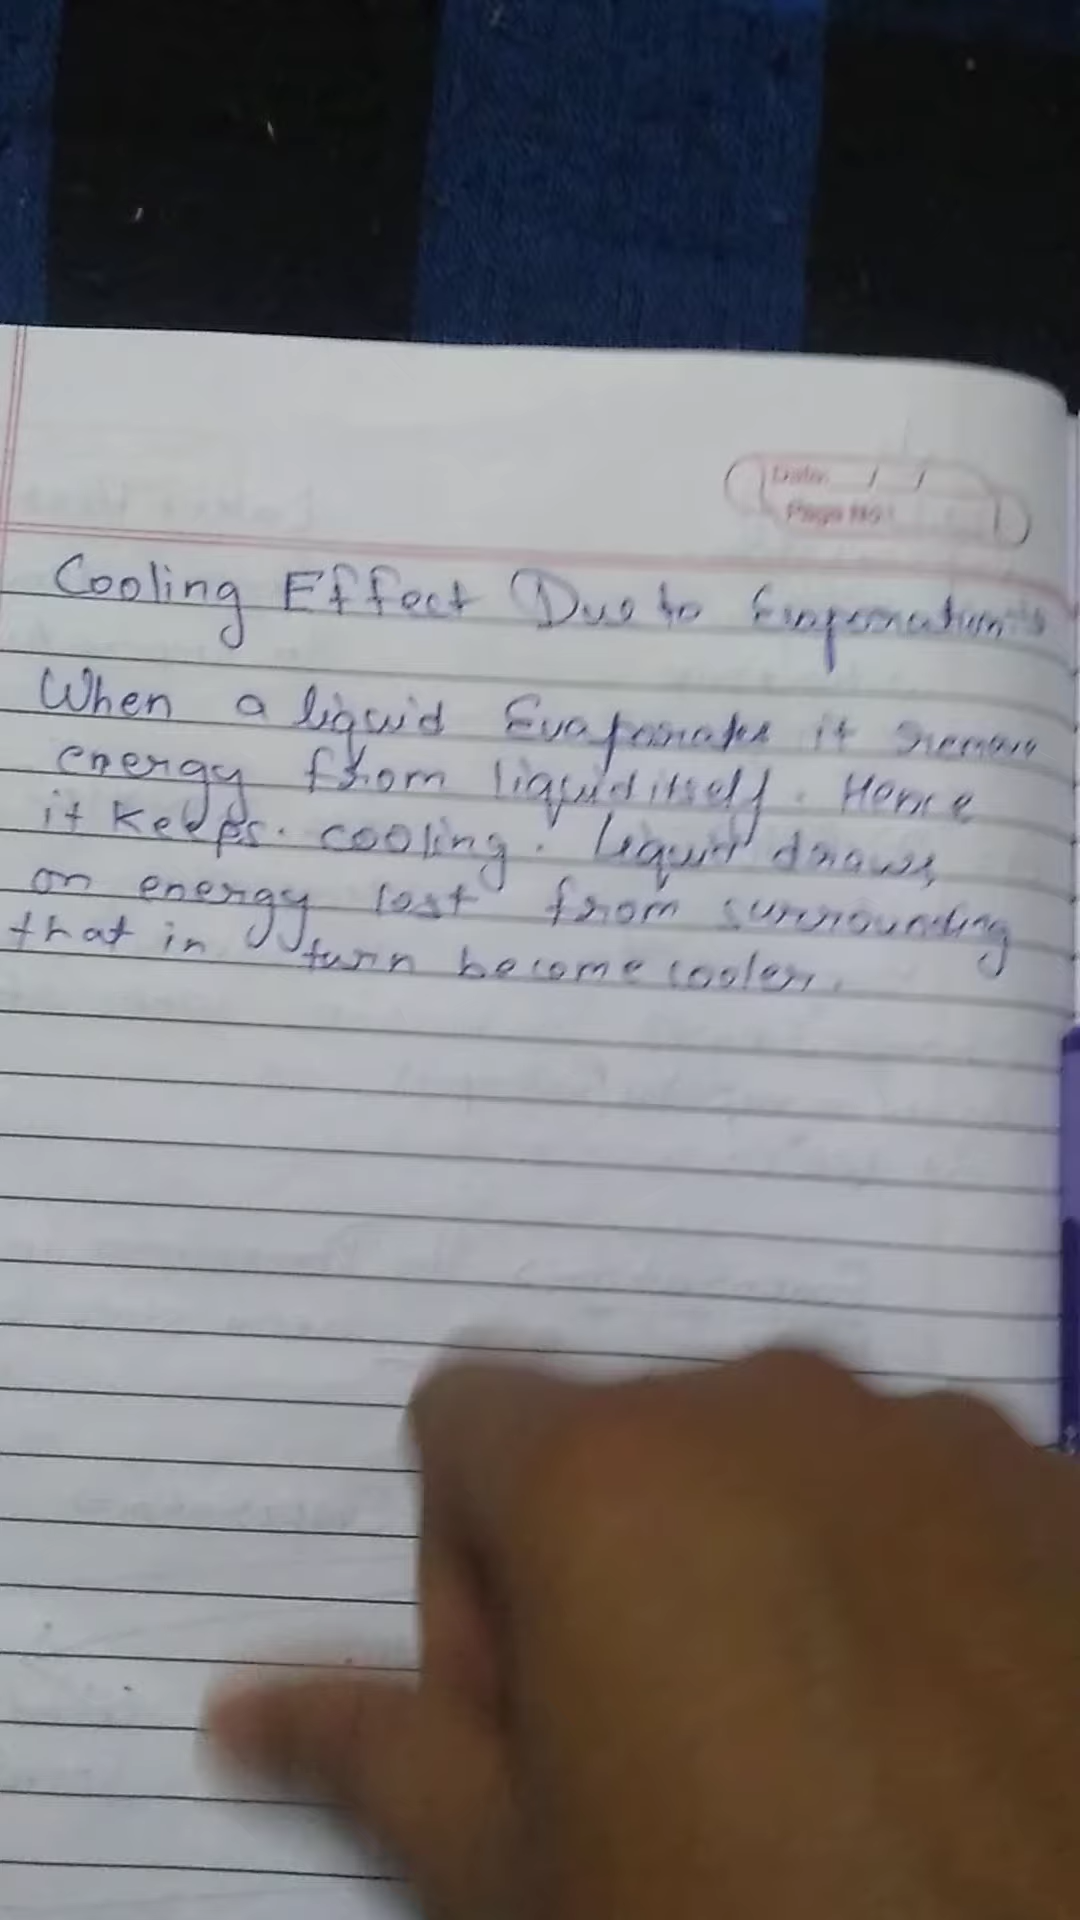 Date: / /
Page No:
Cooling Effect Due to Evaporation:-
When a liquid Evaporates it remove
energy from liquid itself. Hence
it keeps. cooling. Liquid draws
on energy lost from surrounding
that in turn become cooler.